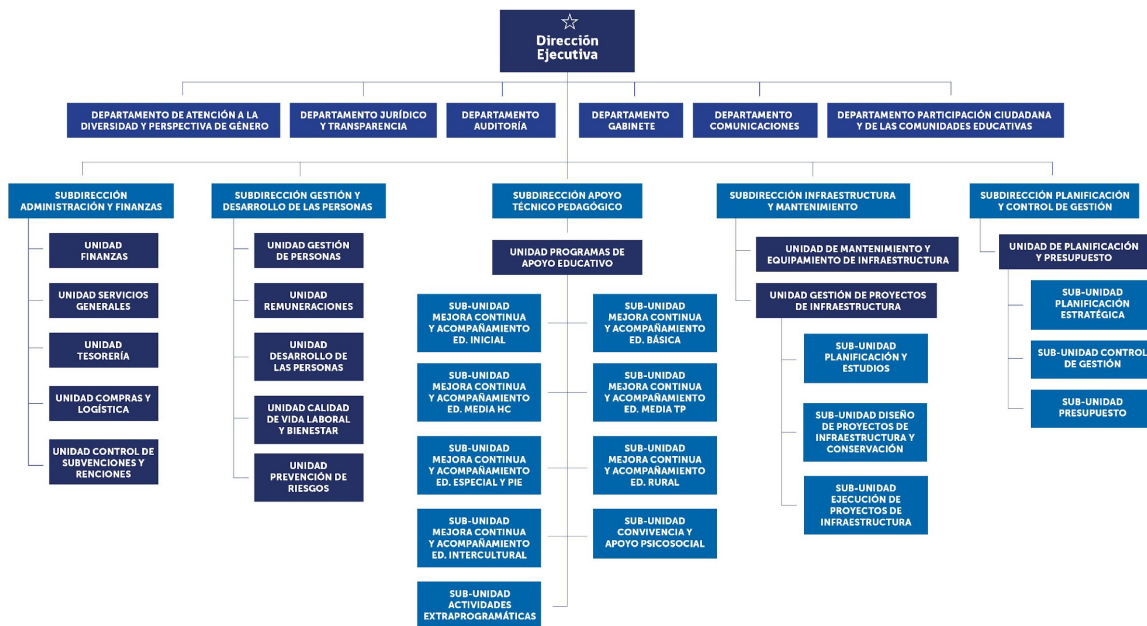 Dirección
Ejecutiva
DEPARTAMENTO DE ATENCIÓN A LA
DIVERSIDAD Y PERSPECTIVA DE GÉNERO
DEPARTAMENTO JURÍDICO
Y TRANSPARENCIA
DEPARTAMENTO
AUDITORÍA
DEPARTAMENTO
GABINETE
DEPARTAMENTO
COMUNICACIONES
DEPARTAMENTO PARTICIPACIÓN CIUDADANA
Y DE LAS COMUNIDADES EDUCATIVAS
SUBDIRECCIÓN
ADMINISTRACIÓN Y FINANZAS
UNIDAD
FINANZAS
UNIDAD SERVICIOS
GENERALES
UNIDAD
TESORERÍA
UNIDAD COMPRAS Y
LOGÍSTICA
UNIDAD CONTROL DE
SUBVENCIONES Y
RENCIONES
SUBDIRECCIÓN GESTIÓN Y
DESARROLLO DE LAS PERSONAS
UNIDAD GESTIÓN
DE PERSONAS
UNIDAD
REMUNERACIONES
UNIDAD
DESARROLLO DE
LAS PERSONAS
UNIDAD CALIDAD
DE VIDA LABORAL
Y BIENESTAR
UNIDAD
PREVENCIÓN DE
RIESGOS
SUBDIRECCIÓN APOYO
TÉCNICO PEDAGÓGICO
UNIDAD PROGRAMAS DE
APOYO EDUCATIVO
SUB-UNIDAD
MEJORA CONTINUA
Y ACOMPAÑAMIENTO
ED. INICIAL
SUB-UNIDAD
MEJORA CONTINUA
Y ACOMPAÑAMIENTO
ED. BÁSICA
SUB-UNIDAD
MEJORA CONTINUA
Y ACOMPAÑAMIENTO
ED. MEDIA HC
SUB-UNIDAD
MEJORA CONTINUA
Y ACOMPAÑAMIENTO
ED. MEDIA TP
SUB-UNIDAD
MEJORA CONTINUA
Y ACOMPAÑAMIENTO
ED. ESPECIAL Y PIE
SUB-UNIDAD
MEJORA CONTINUA
Y ACOMPAÑAMIENTO
ED. RURAL
SUB-UNIDAD
MEJORA CONTINUA
Y ACOMPAÑAMIENTO
ED. INTERCULTURAL
SUB-UNIDAD
CONVIVENCIA Y
APOYO PSICOSOCIAL
SUB-UNIDAD
ACTIVIDADES
EXTRAPROGRAMÁTICAS
SUBDIRECCIÓN INFRAESTRUCTURA
Y MANTENIMIENTO
UNIDAD DE MANTENIMIENTO Y
EQUIPAMIENTO DE INFRAESTRUCTURA
UNIDAD GESTIÓN DE PROYECTOS
DE INFRAESTRUCTURA
SUB-UNIDAD
PLANIFICACIÓN Y
ESTUDIOS
SUB-UNIDAD DISEÑO
DE PROYECTOS DE
INFRAESTRUCTURA Y
CONSERVACIÓN
SUB-UNIDAD
EJECUCIÓN DE
PROYECTOS DE
INFRAESTRUCTURA
SUBDIRECCIÓN PLANIFICACIÓN
Y CONTROL DE GESTIÓN
UNIDAD DE PLANIFICACIÓN
Y PRESUPUESTO
SUB-UNIDAD
PLANIFICACIÓN
ESTRATÉGICA
SUB-UNIDAD CONTROL
DE GESTIÓN
SUB-UNIDAD
PRESUPUESTO